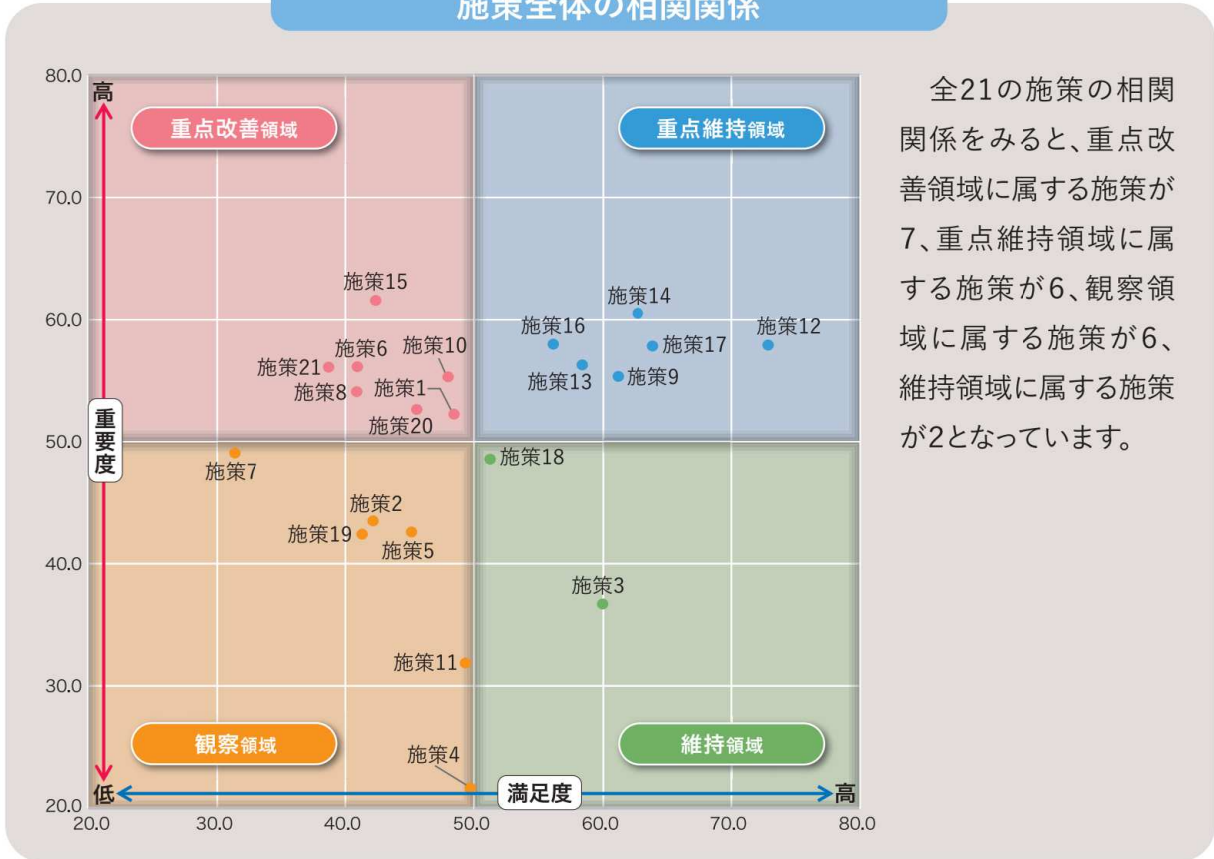 施策全体の相関関係
80.0
高
重点改善領域
重点維持領域
70.0
施策15
施策14
60.0
施策16
施策12
施策6
施策10
施策17
施策21
施策13
施策9
施策8
施策1
施策20
重要度
50.0
施策7
施策18
施策2
施策19
施策5
40.0
施策3
施策11
30.0
観察領域
維持領域
施策4
低
満足度
高
20.0
20.0
30.0
40.0
50.0
60.0
70.0
80.0
全21の施策の相関
関係をみると、重点改
善領域に属する施策が
7、重点維持領域に属
する施策が6、観察領
域に属する施策が6、
維持領域に属する施策
が2となっています。